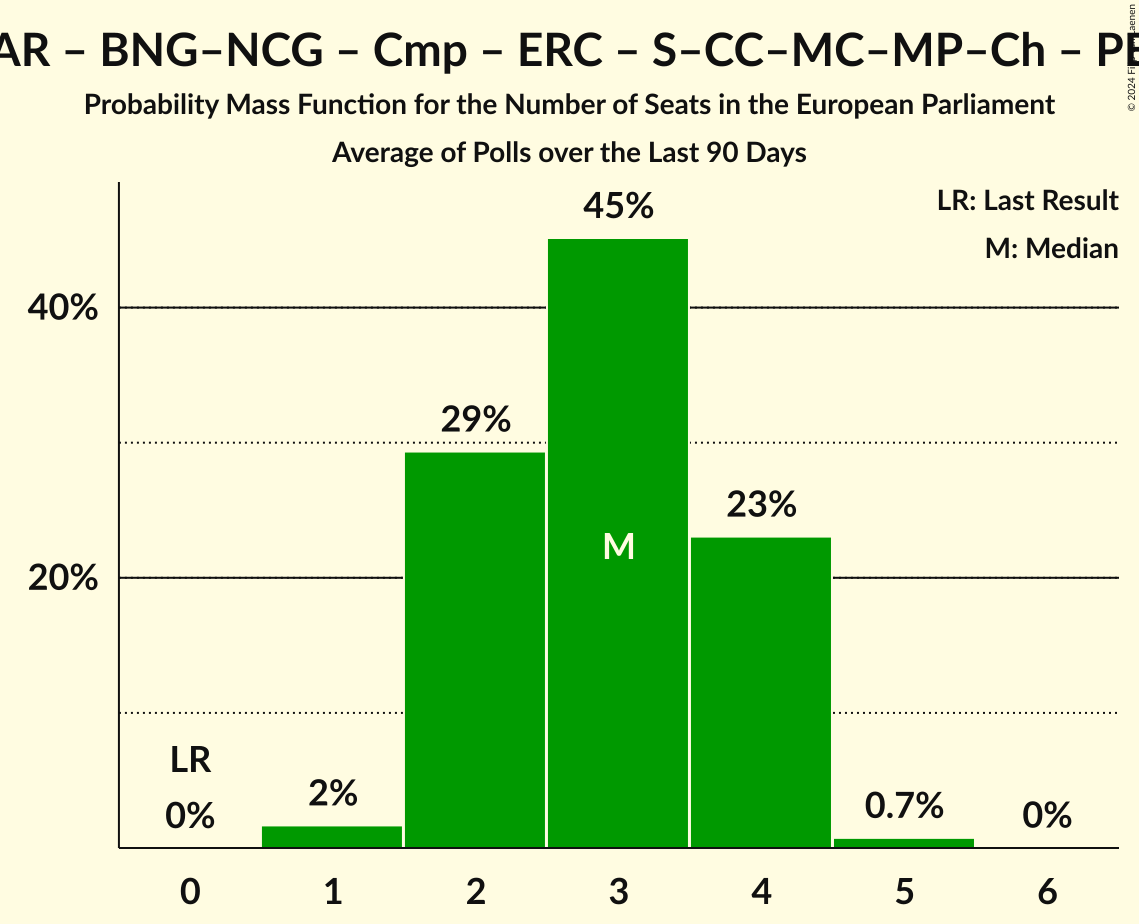 AR – BNG–NCG – Cmp – ERC – S–CC–MC–MP–Ch –
Probability Mass Function for the Number of Seats in the European Parliament
Average of Polls over the Last 90 Days
© 2024
LR: Last Result
M: Median
45%
40%
29%
23%
M
20%
LR
0%
2%
0.7%
0%
0 1 2 3 4 5 6